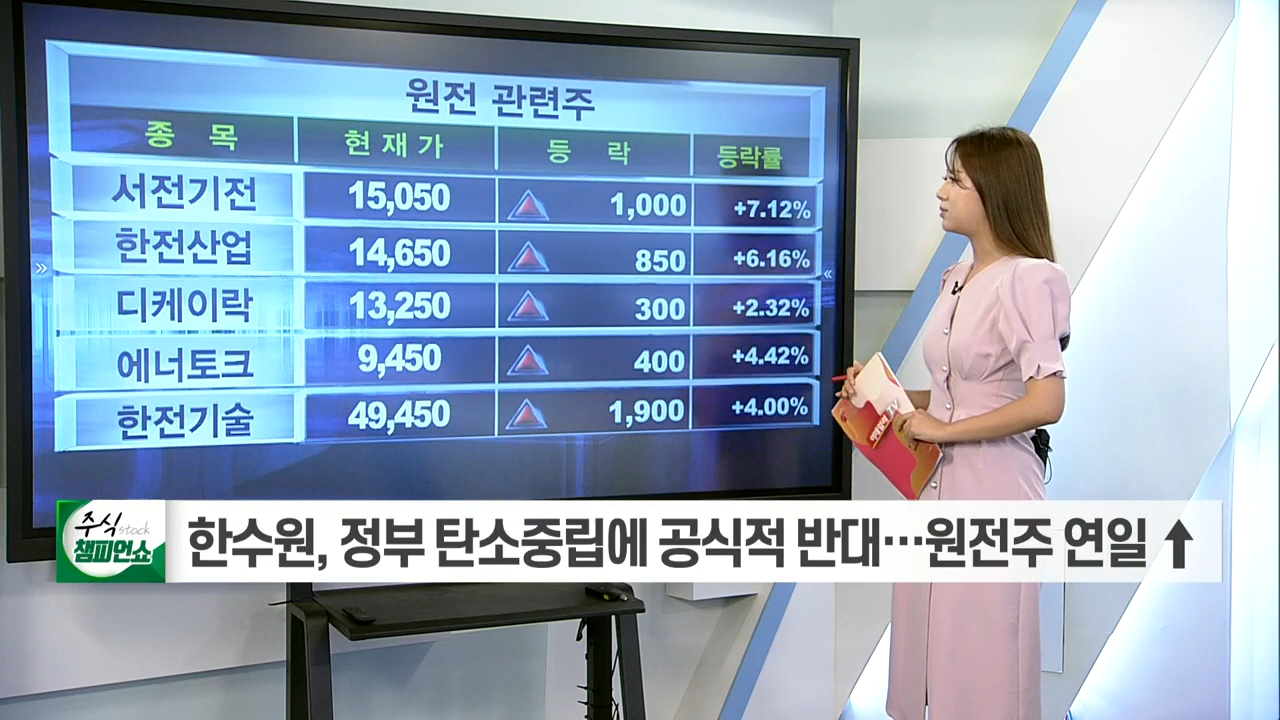 원전 관련주
종 목 현 재 가 등 락 등락률
서전기전 15,050 ▲ 1,000 +7.12%
한전산업 14,650 ▲ 850 +6.16%
디케이락 13,250 ▲ 300 +2.32%
에너토크 9,450 ▲ 400 +4.42%
한전기술 49,450 ▲ 1,900 +4.00%
주식 stock
챔피언쇼
한수원, 정부 탄소중립에 공식적 반대…원전주 연일 ↑